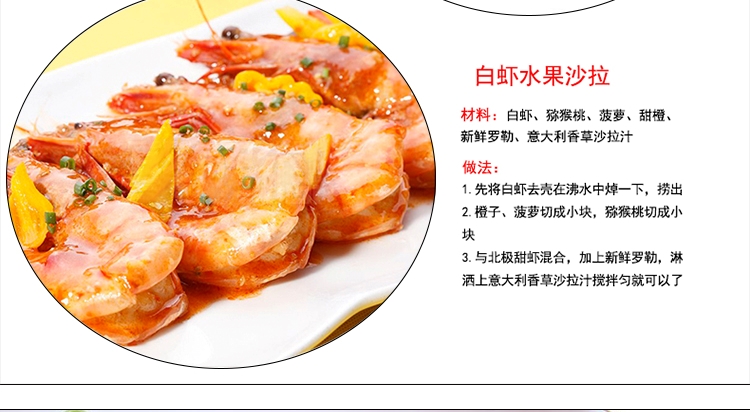 白虾水果沙拉
材料：白虾、猕猴桃、菠萝、甜橙、
新鲜罗勒、意大利香草沙拉汁
做法：
1.先将白虾去壳在沸水中焯一下，捞出
2.橙子、菠萝切成小块，猕猴桃切成小
块
3.与北极甜虾混合，加上新鲜罗勒，淋
洒上意大利香草沙拉汁搅拌匀就可以了